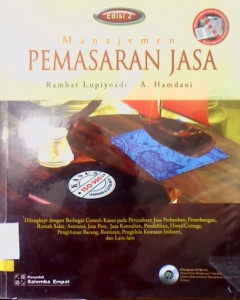 Edisi 2
Manajemen
PEMASARAN JASA
Rambat Lupiyoadi A. Hamdani
Dilengkapi dengan Berbagai Contoh Kasus pada Perusahaan Jasa Perbankan, Penerbangan,
Rumah Sakit, Asuransi, Jasa Pers, Jasa Konsultan, Pendidikan, Hotel/Cottage,
Pengiriman Barang, Restoran, Pengelola Kawasan Industri,
dan Lain-lain
ISO 9001
Penerbit
Salemba Empat